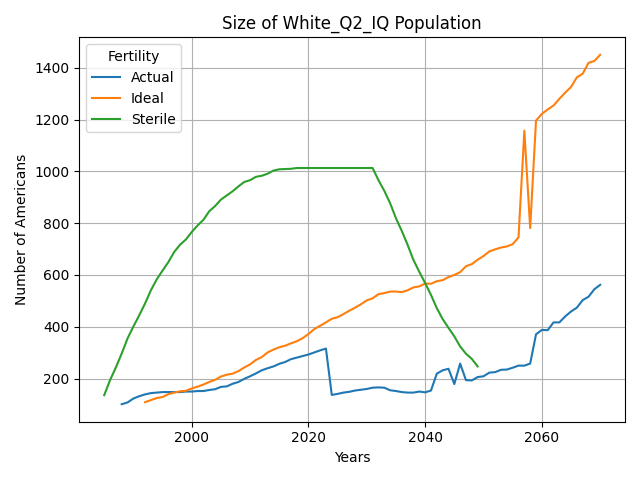 Size of White_Q2_IQ Population
Fertility
Actual
Ideal
Sterile
Number of Americans
1400
1200
1000
800
600
400
200
2000
2020
2040
2060
Years